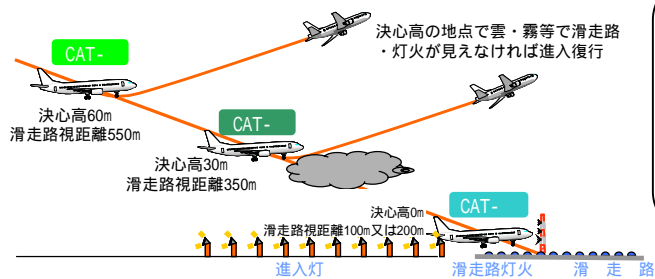 決心高の地点で雲・霧等で滑走路
・灯火が見えなければ進入復行
CAT-
決心高60m
滑走路視距離550m
CAT-
決心高30m
滑走路視距離350m
CAT-
決心高0m
滑走路視距離100m又は200m
進入灯
滑走路灯火
滑走路